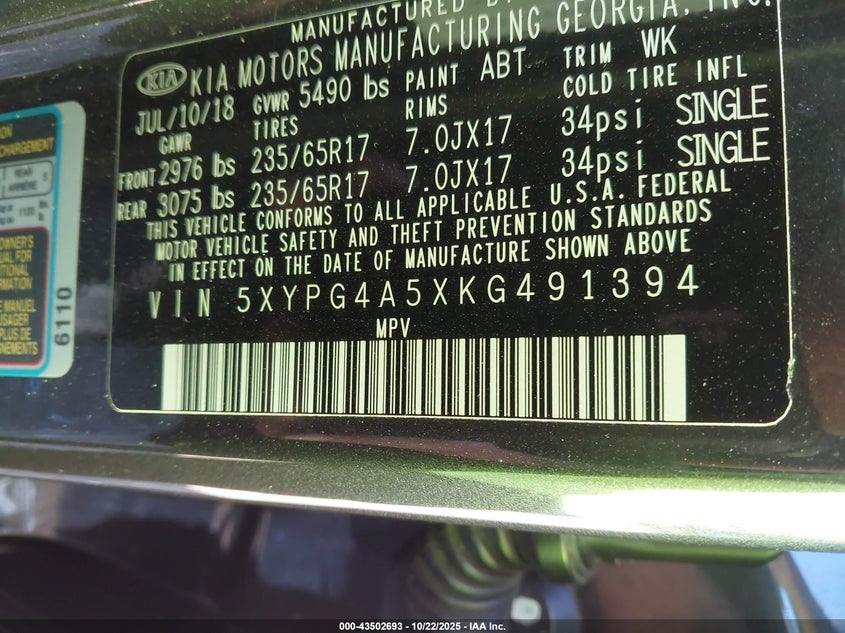 MANUFACTURED BY
KIA KIA MOTORS MANUFACTURING GEORGIA, INC.
JUL/10/18 GVWR 5490 lbs PAINT ABT TRIM WK
GAWR TIRES RIMS COLD TIRE INFL
FRONT 2976 lbs 235/65R17 7.0JX17 34psi SINGLE
REAR 3075 lbs 235/65R17 7.0JX17 34psi SINGLE
THIS VEHICLE CONFORMS TO ALL APPLICABLE U.S.A. FEDERAL
MOTOR VEHICLE SAFETY AND THEFT PREVENTION STANDARDS
IN EFFECT ON THE DATE OF MANUFACTURE SHOWN ABOVE
VIN 5XYPG4A5XKG491394
MPV
REAR
ARRIÈRE 5
6110
000-43502693 - 10/22/2025 - IAA Inc.